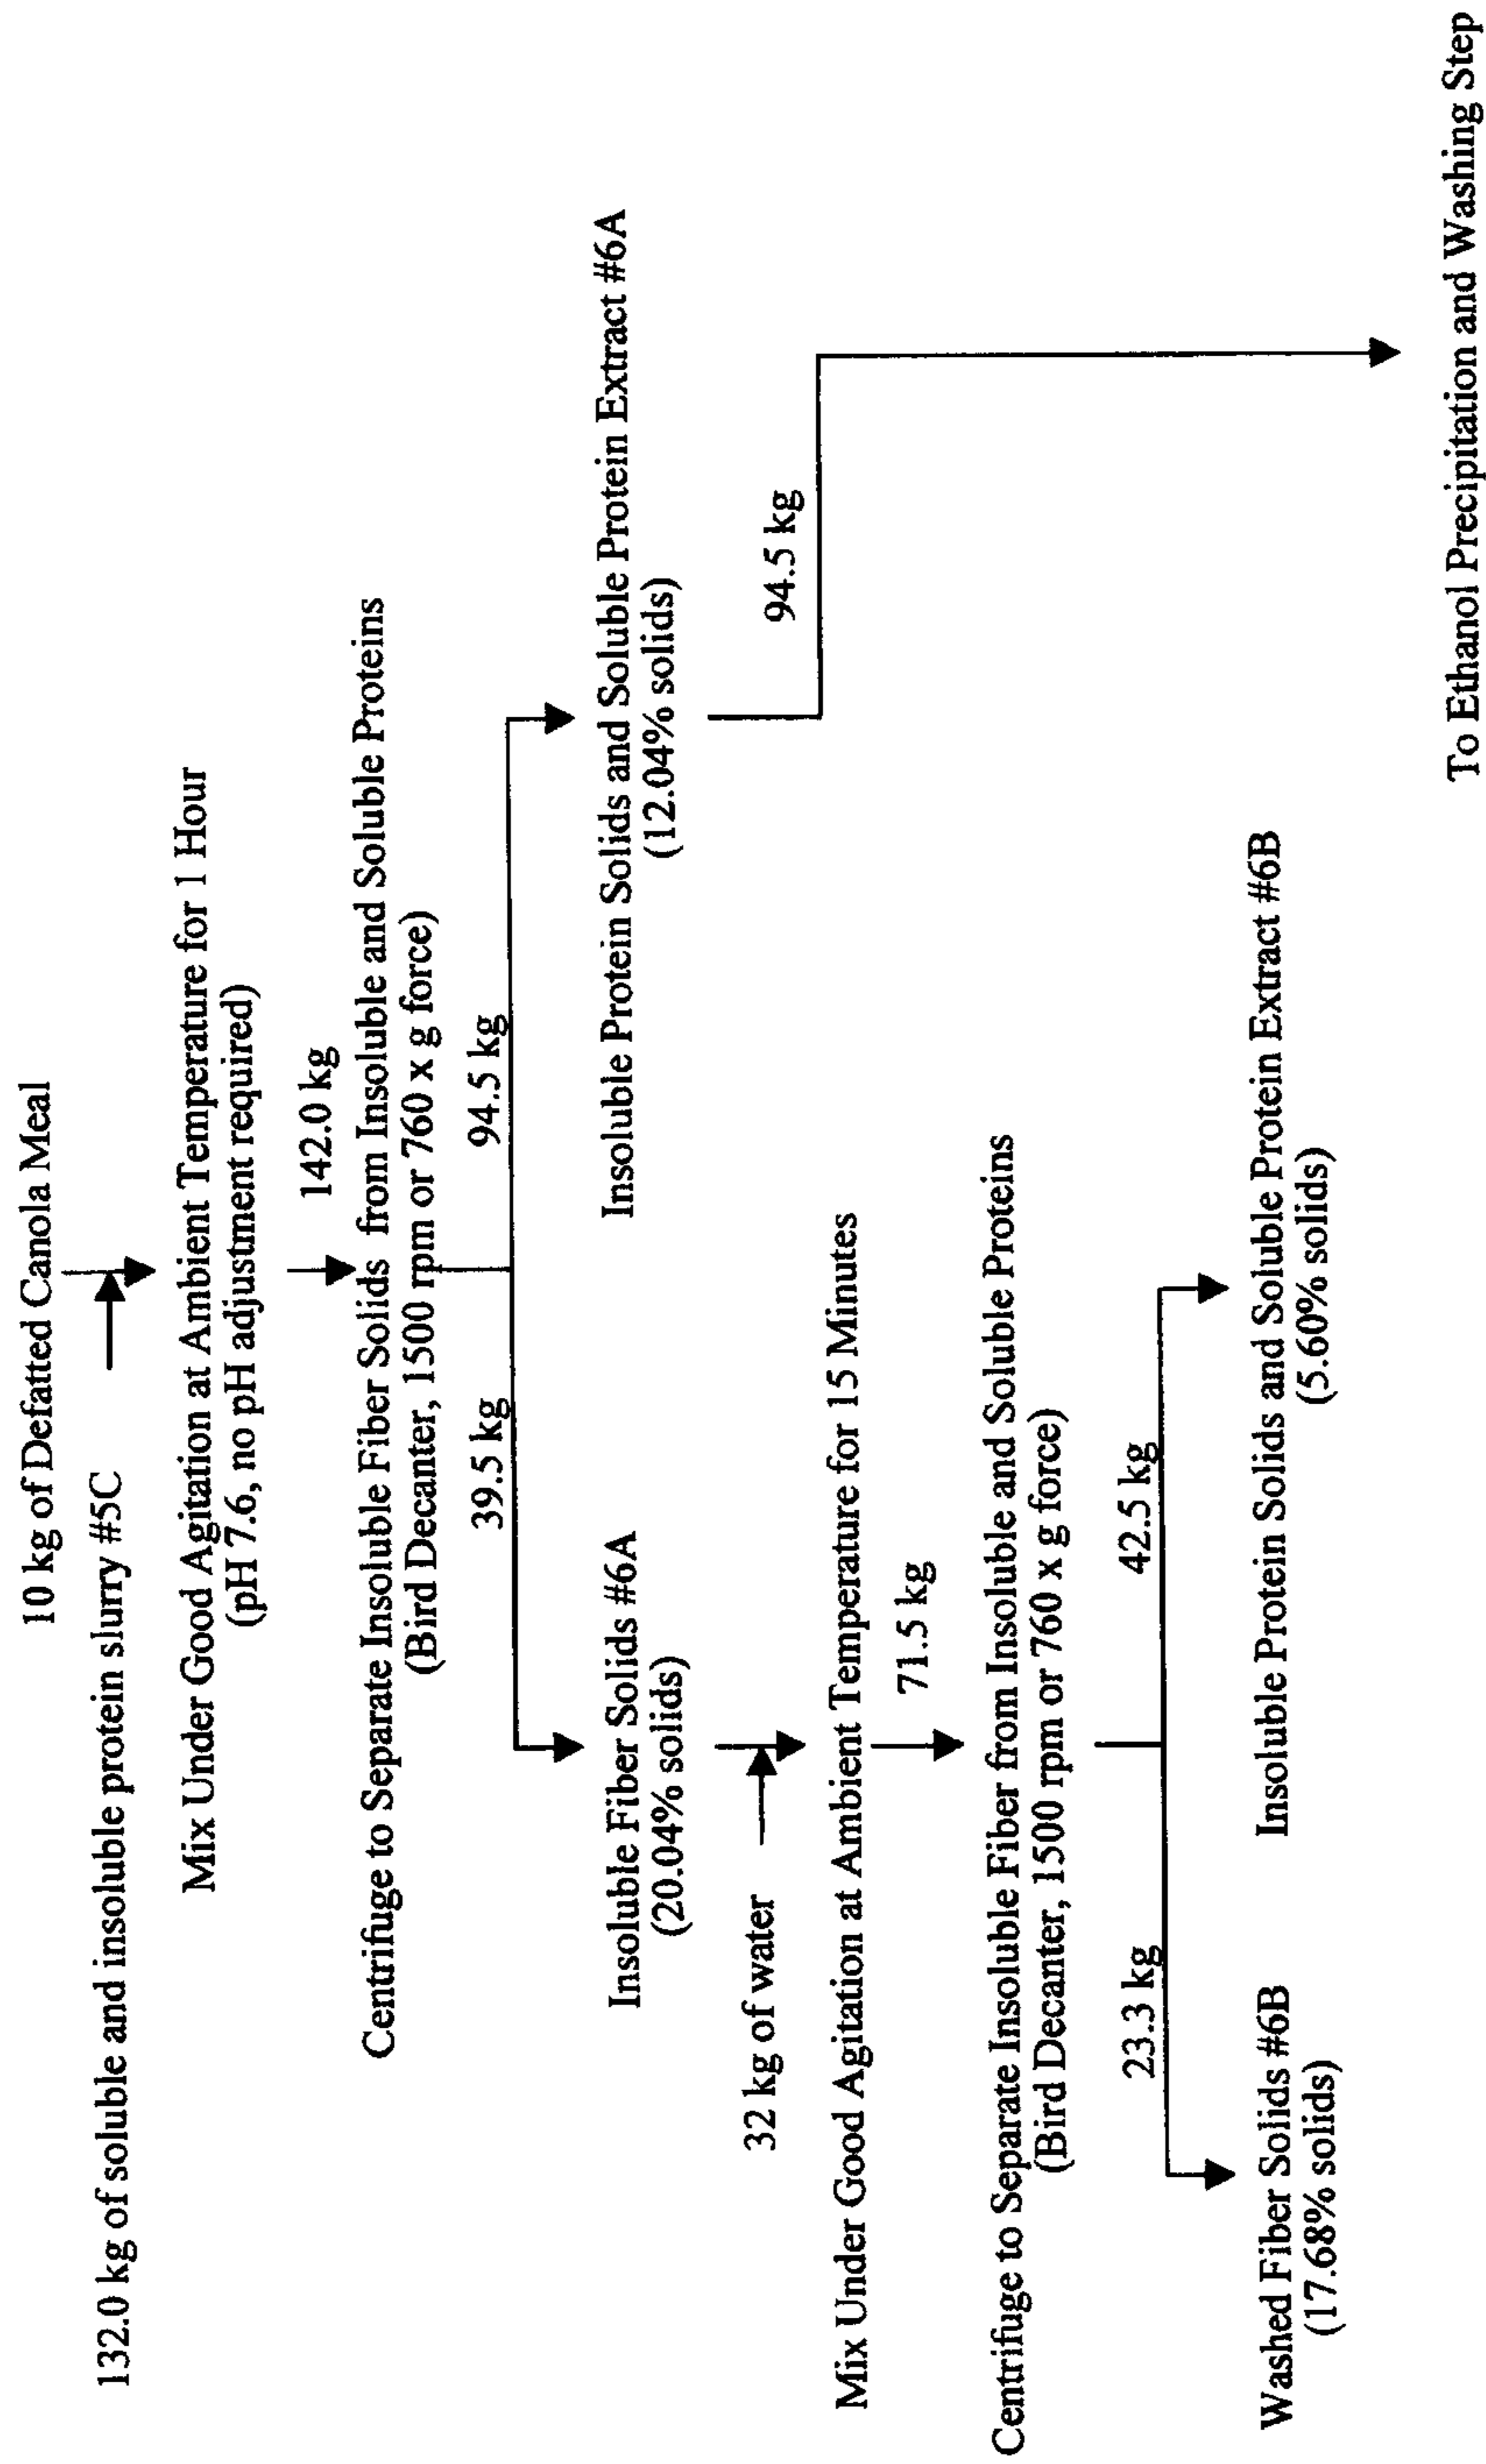 10 kg of Defatted Canola Meal
132.0 kg of soluble and insoluble protein slurry #5C
Mix Under Good Agitation at Ambient Temperature for 1 Hour
(pH 7.6, no pH adjustment required)
142.0 kg
Centrifuge to Separate Insoluble Fiber Solids from Insoluble and Soluble Proteins
(Bird Decanter, 1500 rpm or 760 x g force)
39.5 kg
94.5 kg
Insoluble Fiber Solids #6A
(20.04% solids)
Insoluble Protein Solids and Soluble Protein Extract #6A
(12.04% solids)
32 kg of water
94.5 kg
Mix Under Good Agitation at Ambient Temperature for 15 Minutes
71.5 kg
Centrifuge to Separate Insoluble Fiber from Insoluble and Soluble Proteins
(Bird Decanter, 1500 rpm or 760 x g force)
23.3 kg
42.5 kg
Washed Fiber Solids #6B
(17.68% solids)
Insoluble Protein Solids and Soluble Protein Extract #6B
(5.60% solids)
To Ethanol Precipitation and Washing Step